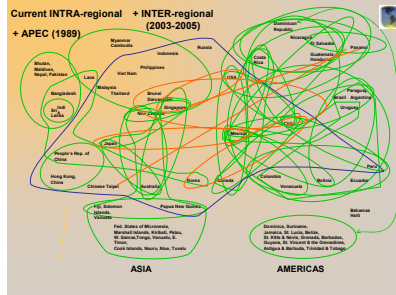 Current INTRA-regional + INTER-regional
(2003-2005)
+ APEC (1989)
Myanmar
Cambodia
Indonesia
Russia
Philippines
Viet Nam
Laos
Malaysia
Thailand
Brunei
Darussalam
Singapore
New Zealand
Bhutan,
Maldives,
Nepal, Pakistan
Bangladesh
Indi
Sri
Lanka
Japan
People's Rep. of
China
Hong Kong,
China
Chinese Taipei
Australia
Korea
Canada
USA
Mexico
Chile
Costa
Rica
Dominican
Republic
Nicaragua
El Salvador
Guatemala
Honduras
Panama
Paraguay
Brazil Argentina
Uruguay
Peru
Colombia
Venezuela
Bolivia
Ecuador
Fiji, Solomon
Islands,
Vanuatu
Papua New Guinea
Fed. States of Micronesia,
Marshall Islands, Kiribati, Palau,
W. Samoa,Tonga, Vanuatu, E.
Timor,
Cook Islands, Nauru, Niue, Tuvalu
Bahamas
Haiti
Dominica, Suriname,
Jamaica, St. Lucia, Belize,
St. Kitts & Nevis, Grenada, Barbados,
Guyana, St. Vincent & the Grenadines,
Antigua & Barbuda, Trinidad & Tobago
ASIA
AMERICAS